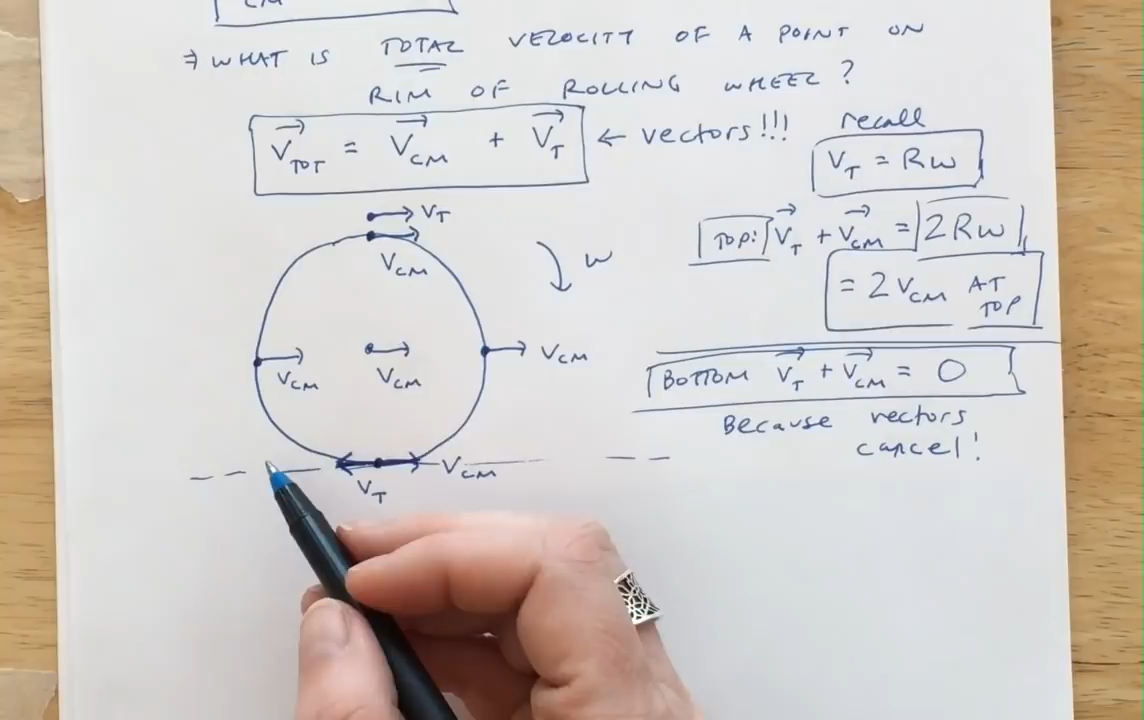 CM
⇒ WHAT IS TOTAL VELOCITY OF A POINT ON
RIM OF ROLLING WHEEL?
V⃗TOT = V⃗CM + V⃗T ← vectors!!!
recall
VT = Rω
VT
VCM
ω
TOP: V⃗T + V⃗CM = 2Rω
= 2VCM AT
TOP
VCM
VCM
VCM
BOTTOM V⃗T + V⃗CM = 0
Because vectors
cancel!
VCM
VT